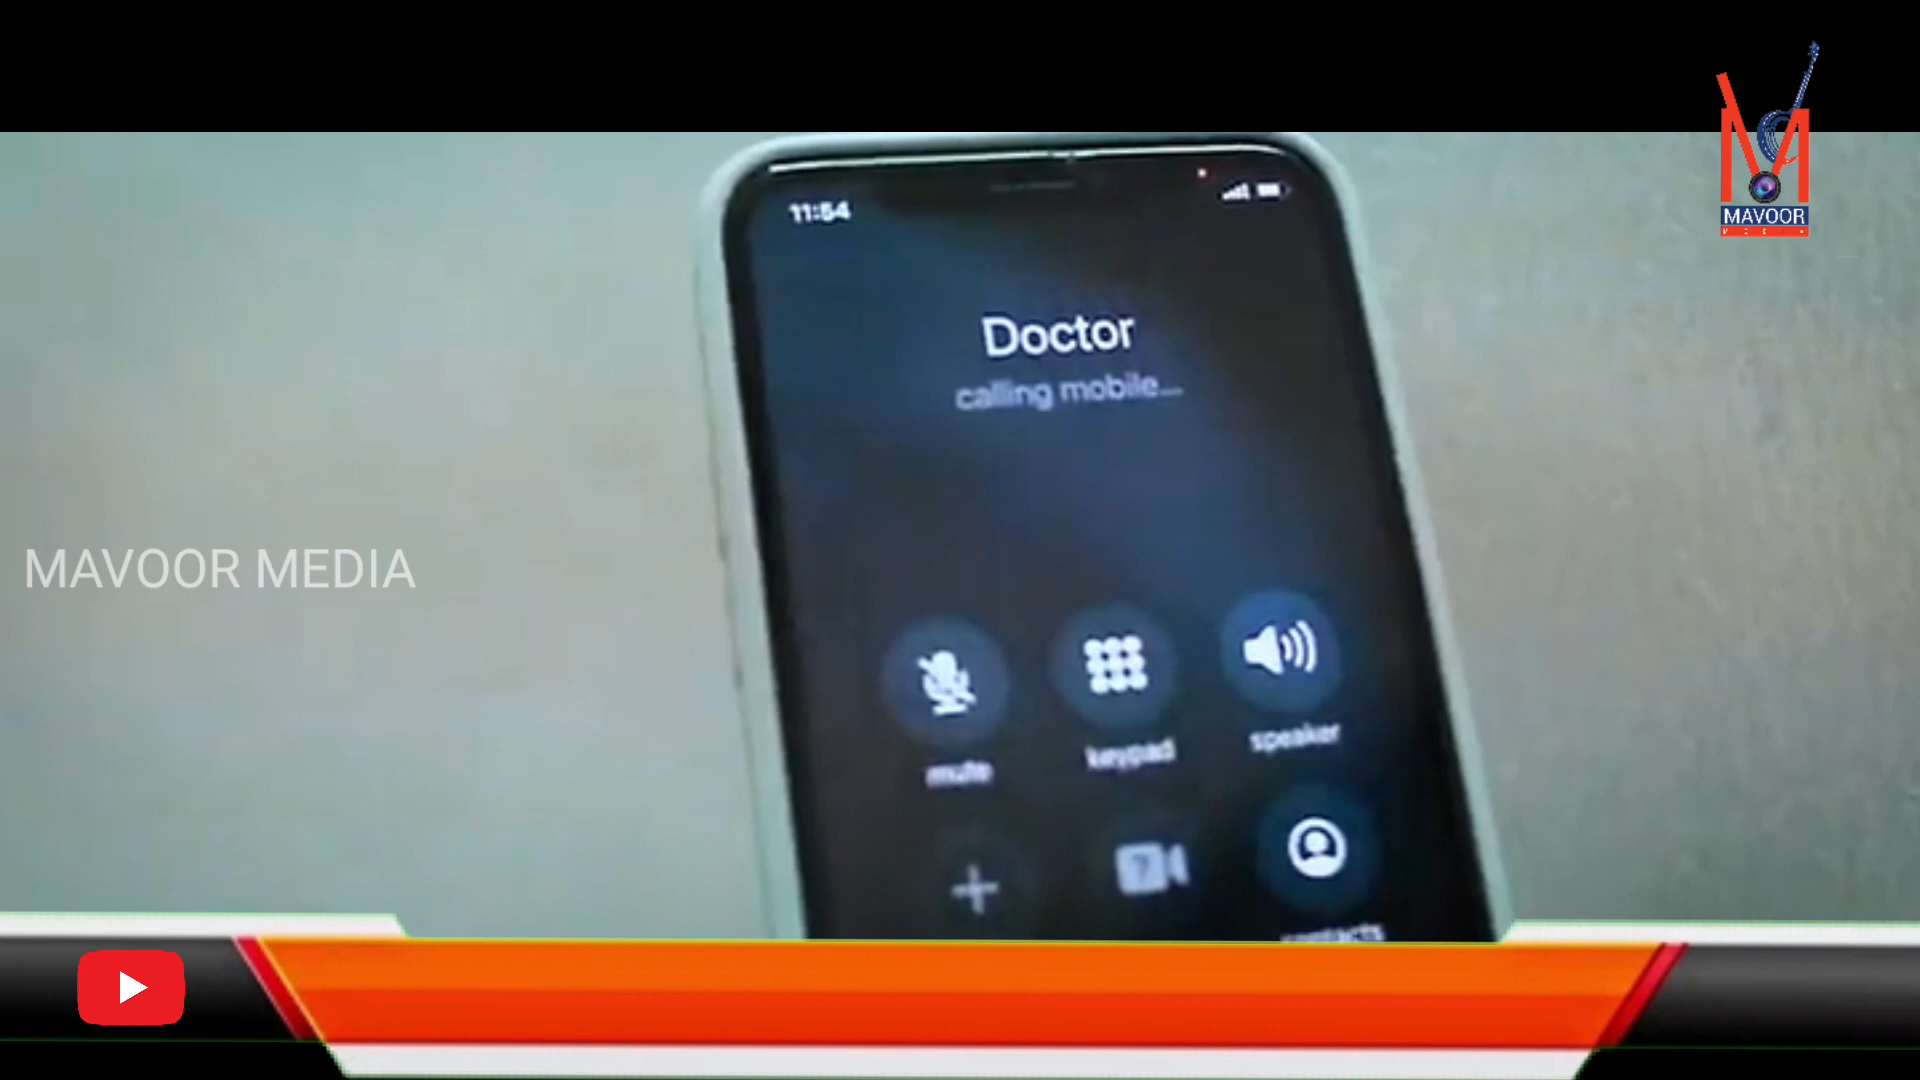 MAVOOR
11:54
Doctor
calling mobile...
MAVOOR MEDIA
mute
keypad
speaker
contacts